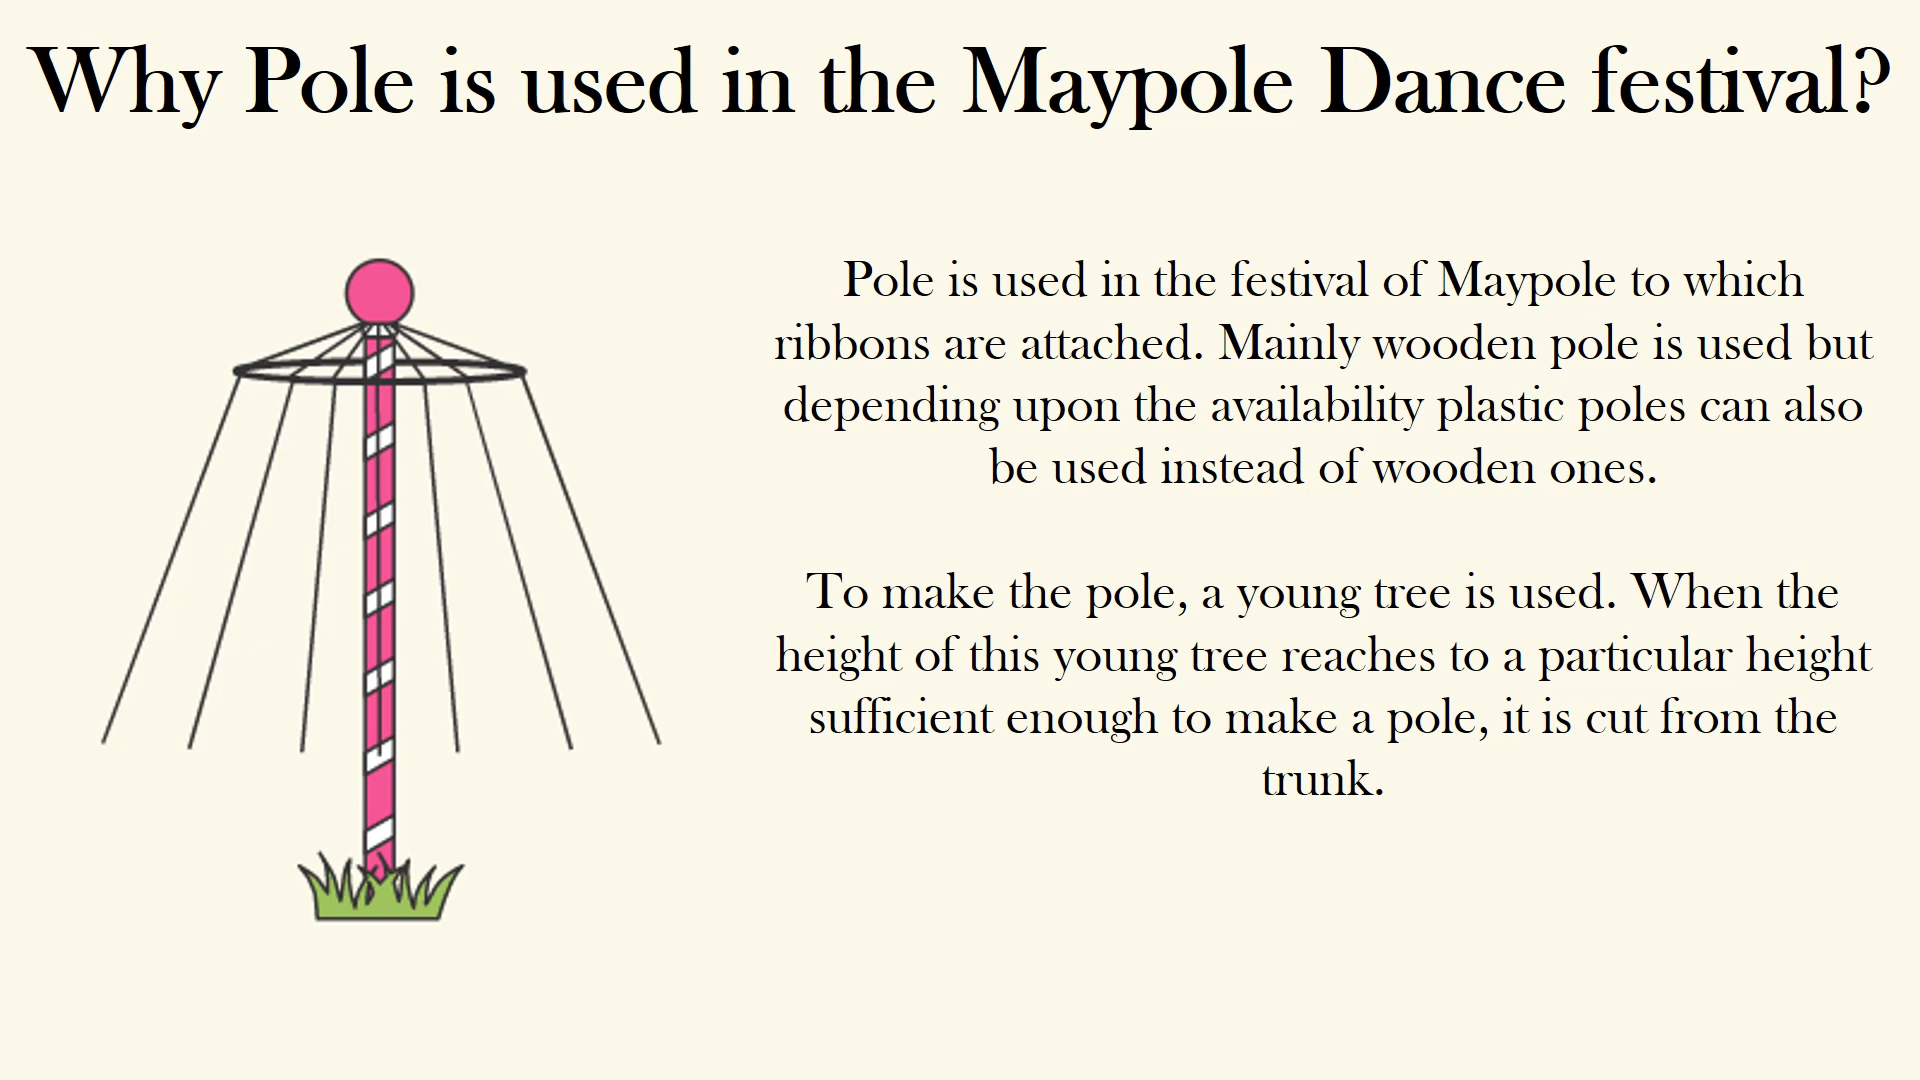 Why Pole is used in the Maypole Dance festival?
Pole is used in the festival of Maypole to which
ribbons are attached. Mainly wooden pole is used but
depending upon the availability plastic poles can also
be used instead of wooden ones.
To make the pole, a young tree is used. When the
height of this young tree reaches to a particular height
sufficient enough to make a pole, it is cut from the
trunk.